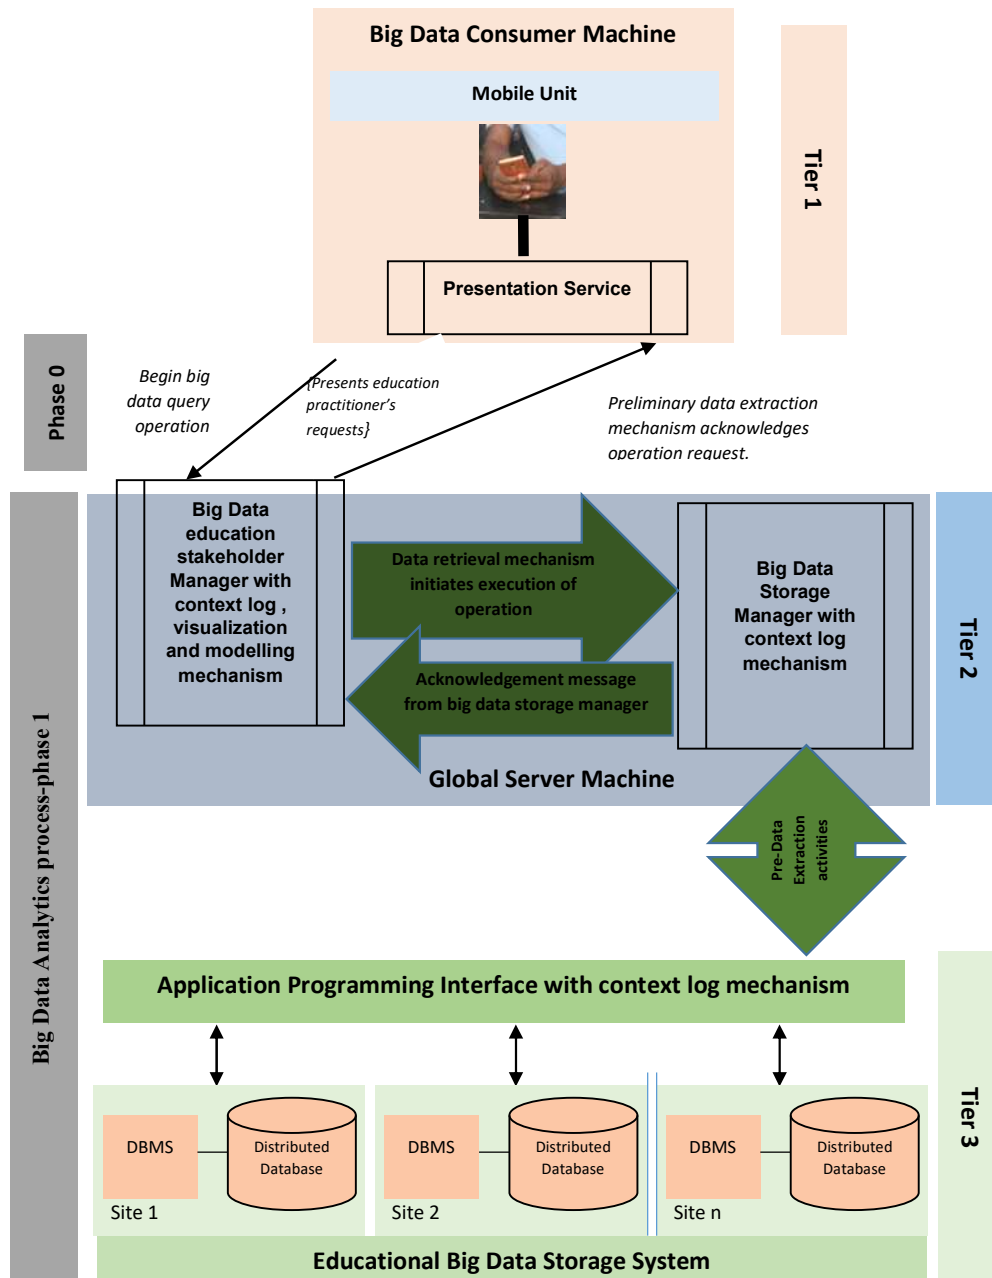 Big Data Consumer Machine
Mobile Unit
Tier 1
Presentation Service
Phase 0
Begin big
data query
operation
{Presents education
practitioner’s
requests}
Preliminary data extraction
mechanism acknowledges
operation request.
Big Data Analytics process-phase 1
Big Data
education
stakeholder
Manager with
context log ,
visualization
and modelling
mechanism
Data retrieval mechanism
initiates execution of
operation
Acknowledgement message
from big data storage manager
Big Data
Storage
Manager with
context log
mechanism
Tier 2
Global Server Machine
Pre-Data
Extraction
activities
Application Programming Interface with context log mechanism
Tier 3
DBMS
Distributed
Database
Site 1
DBMS
Distributed
Database
Site 2
DBMS
Distributed
Database
Site n
Educational Big Data Storage System